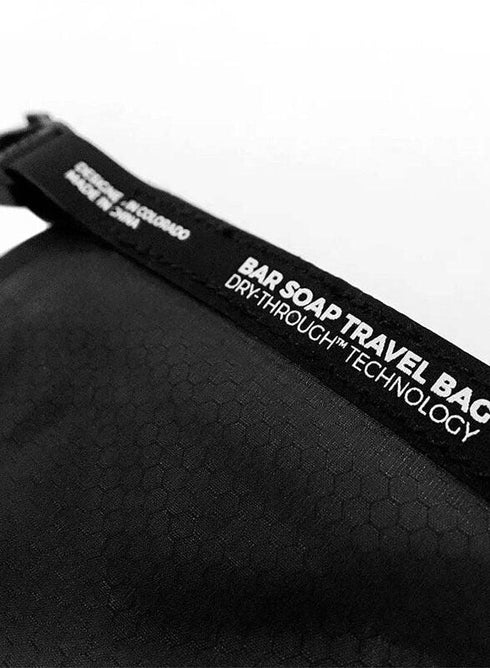 DESIGNED IN COLORADO
MADE IN CHINA
BAR SOAP TRAVEL BAG
DRY-THROUGH™ TECHNOLOGY